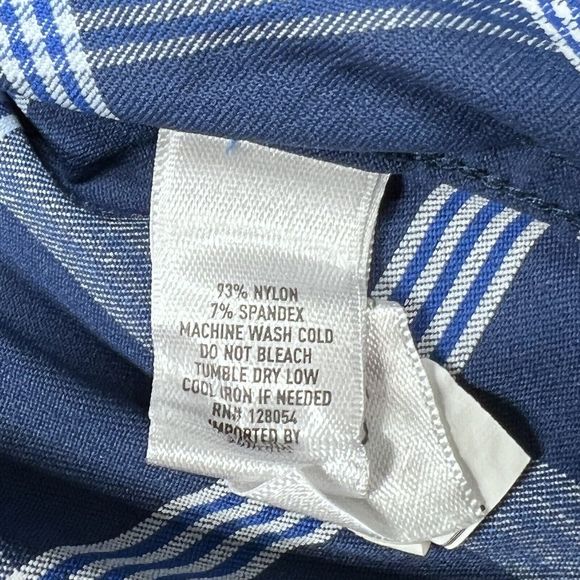 93% NYLON
7% SPANDEX
MACHINE WASH COLD
DO NOT BLEACH
TUMBLE DRY LOW
COOL IRON IF NEEDED
RN# 128054
IMPORTED BY